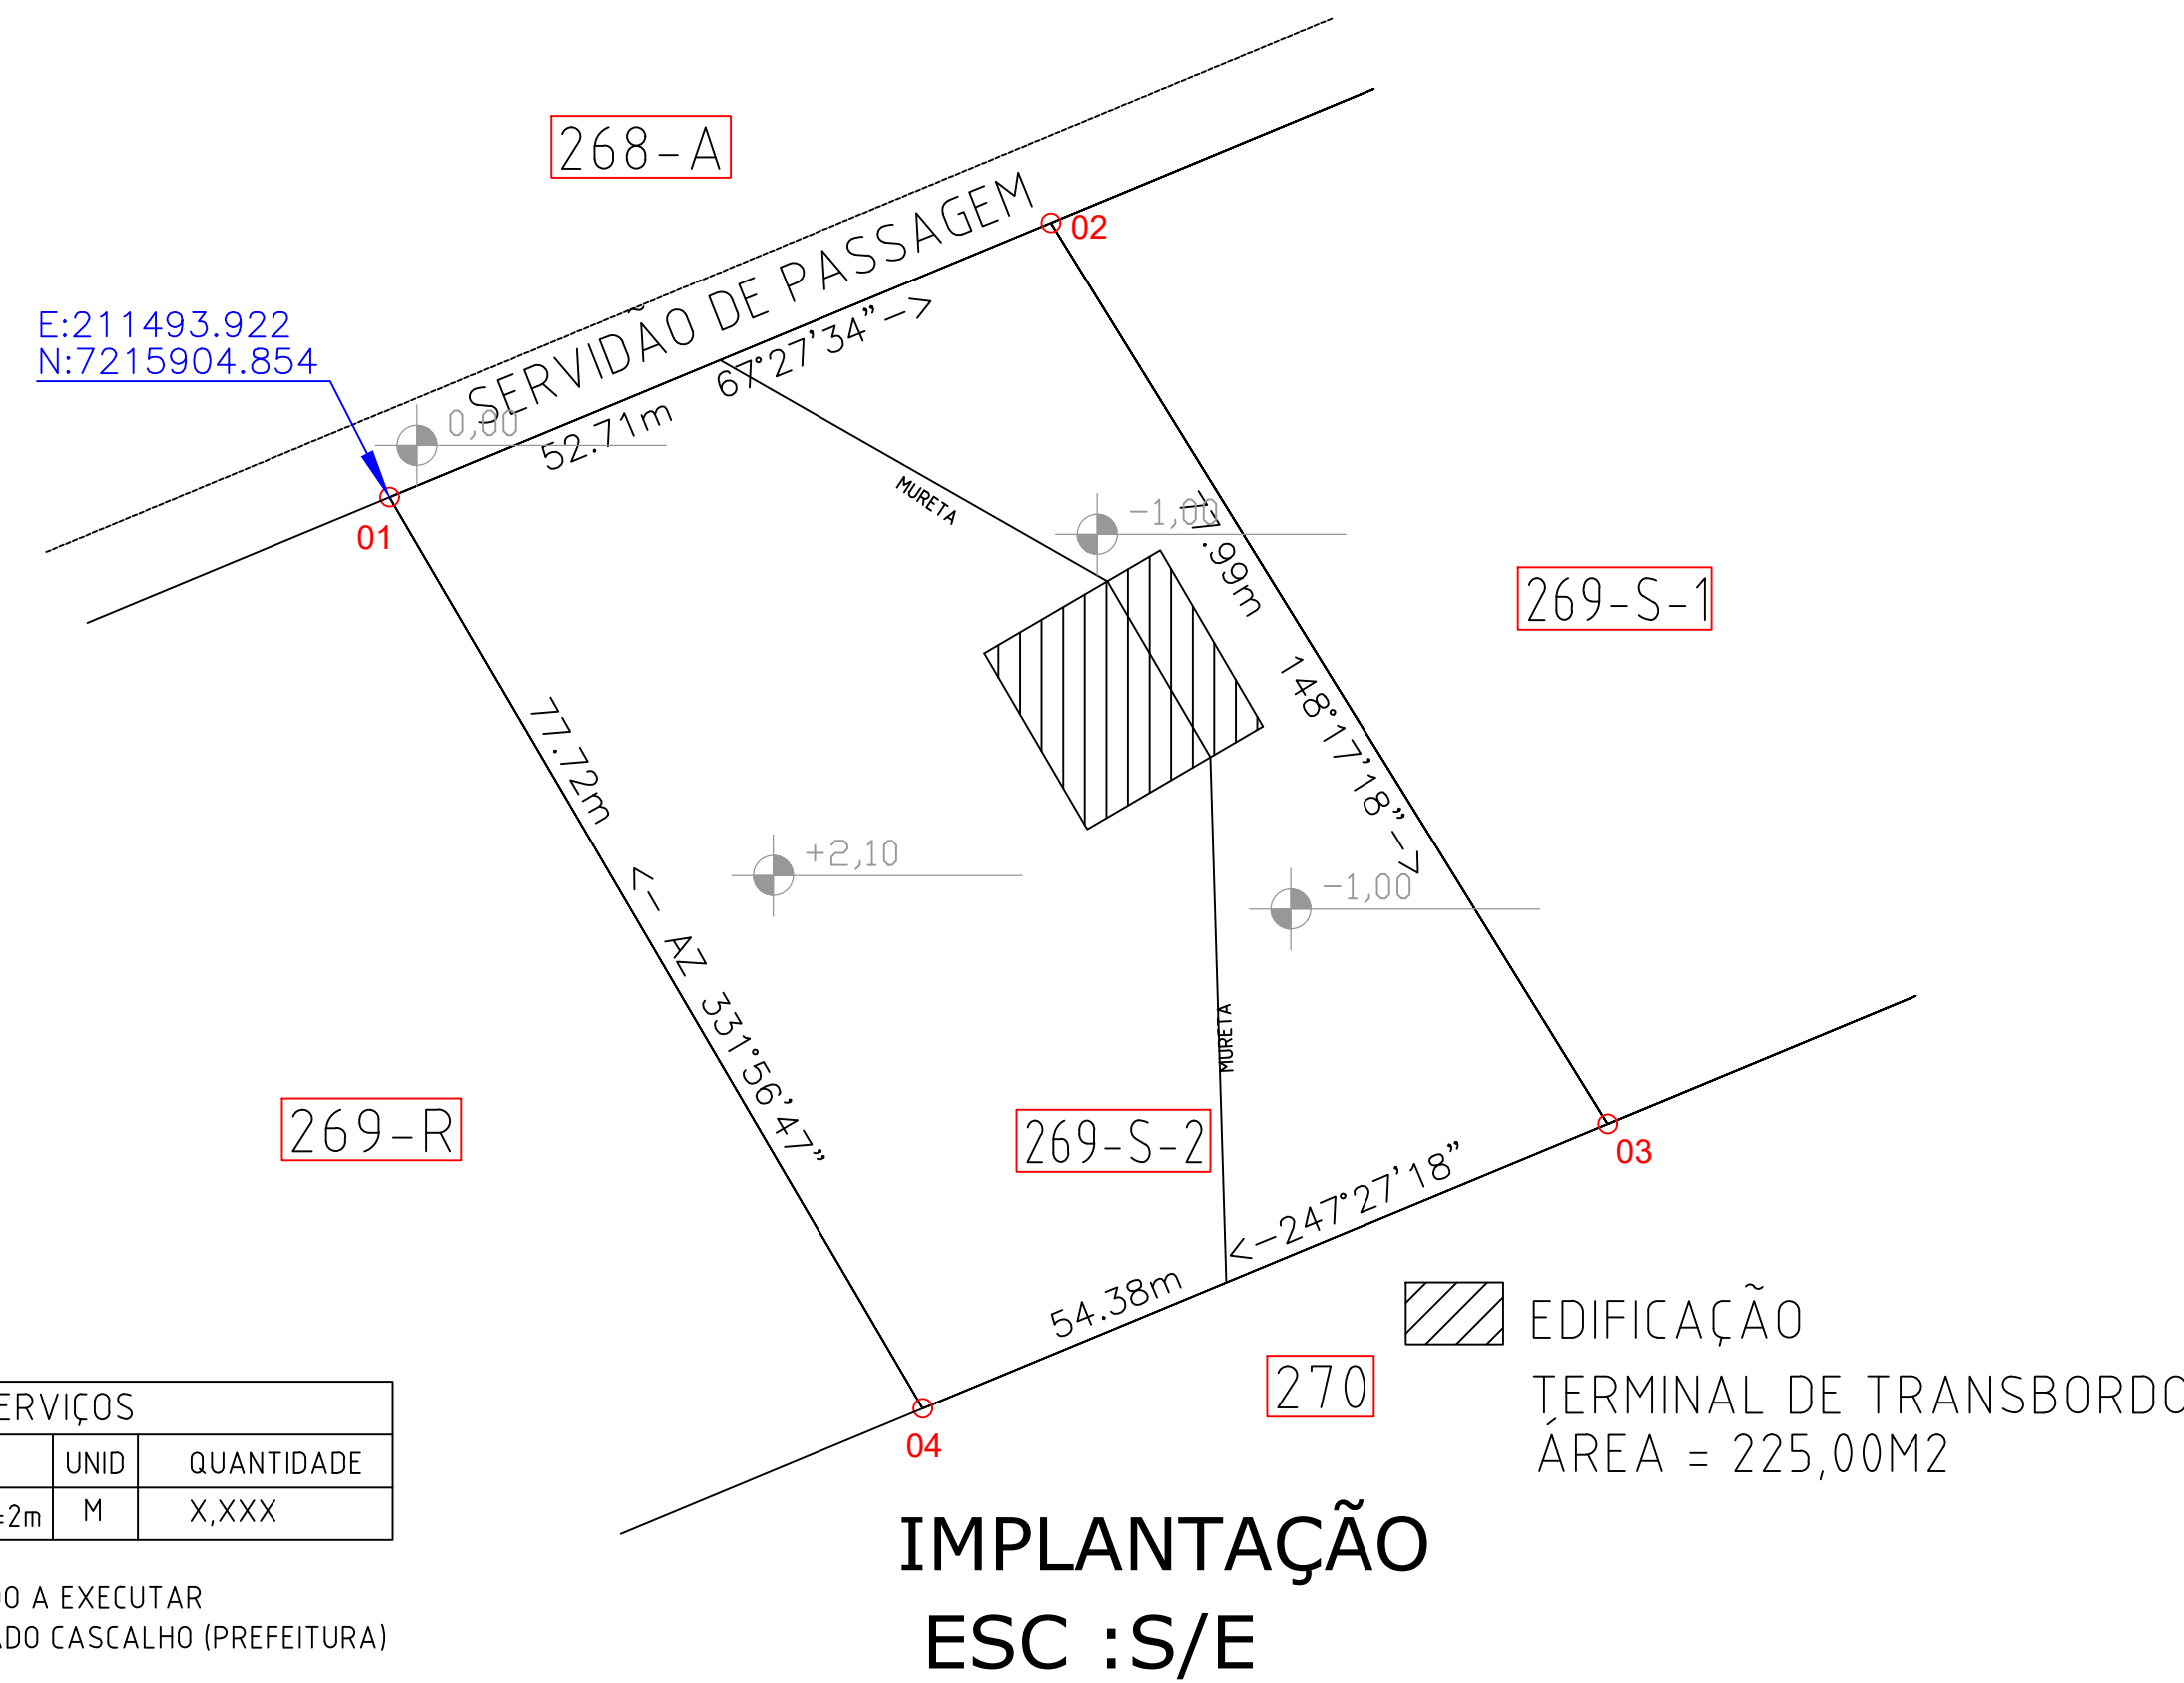 268-A
SERVIDÃO DE PASSAGEM
02
E:211493.922
N:7215904.854
67°27'34"->
0,00
52.71m
01
MURETA
-1,00
77.99m
269-S-1
148°17'18"->
77.72m
+2,10
-1,00
<- AZ 331°56'47"
MURETA
269-R
269-S-2
03
<-247°27'18"
54.38m
EDIFICAÇÃO
270
TERMINAL DE TRANSBORDO
ÁREA = 225,00M2
04
ERVIÇOS
UNID QUANTIDADE
=2m M X,XXX
IMPLANTAÇÃO
ESC :S/E
DO A EXECUTAR
ADO CASCALHO (PREFEITURA)